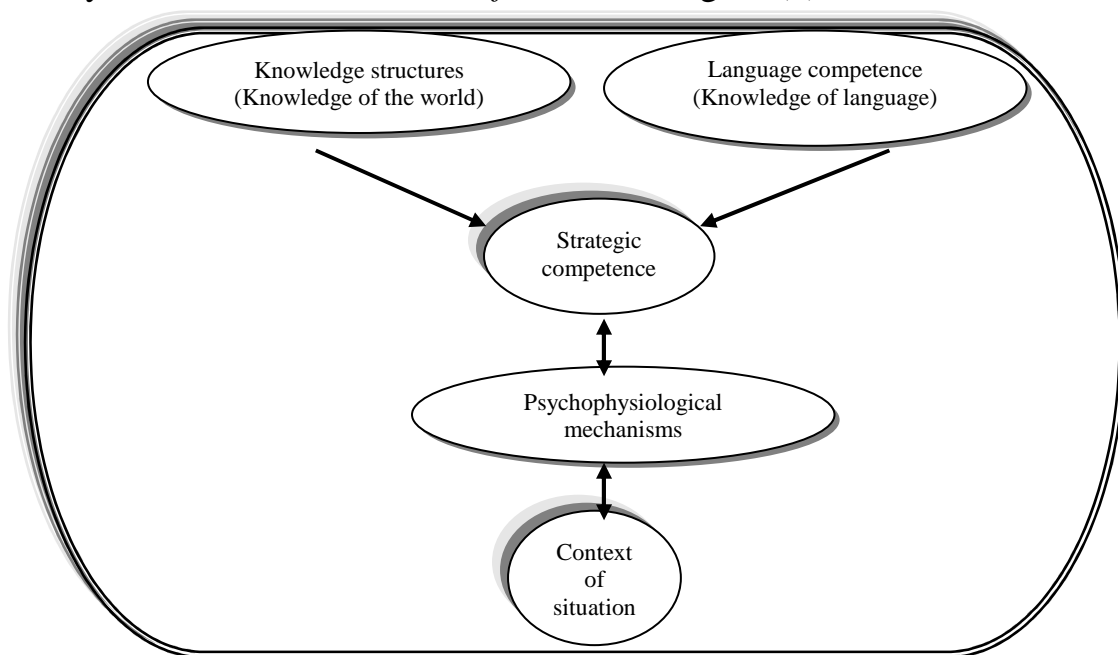 Knowledge structures
(Knowledge of the world)
Language competence
(Knowledge of language)
Strategic
competence
Psychophysiological
mechanisms
Context
of
situation